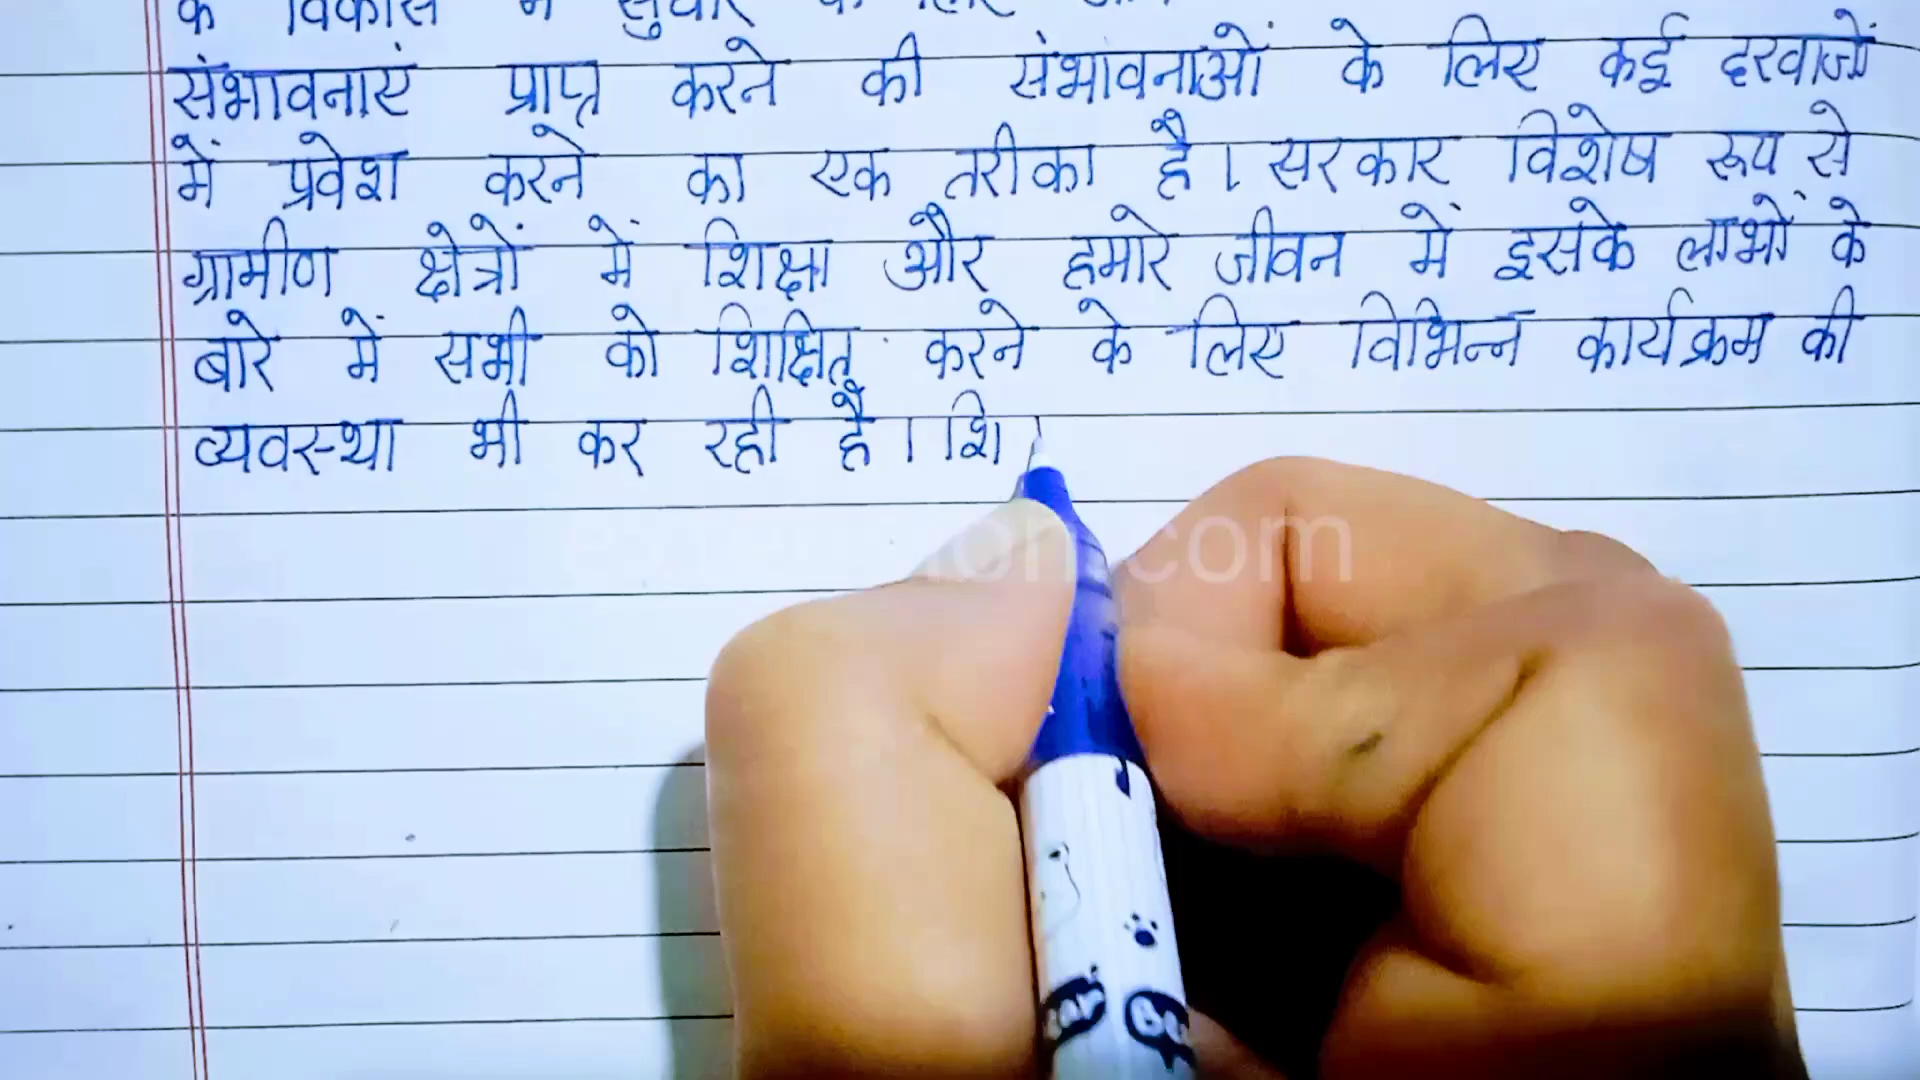 के विकास में सुधार के लिए
संभावनाएं प्राप्त करने की संभावनाओं के लिए कई दरवाजों
में प्रवेश करने का एक तरीका है । सरकार विशेष रूप से
ग्रामीण क्षेत्रों में शिक्षा और हमारे जीवन में इसके लाभों के
बारे में सभी को शिक्षित करने के लिए विभिन्न कार्यक्रम की
व्यवस्था भी कर रही है । शि